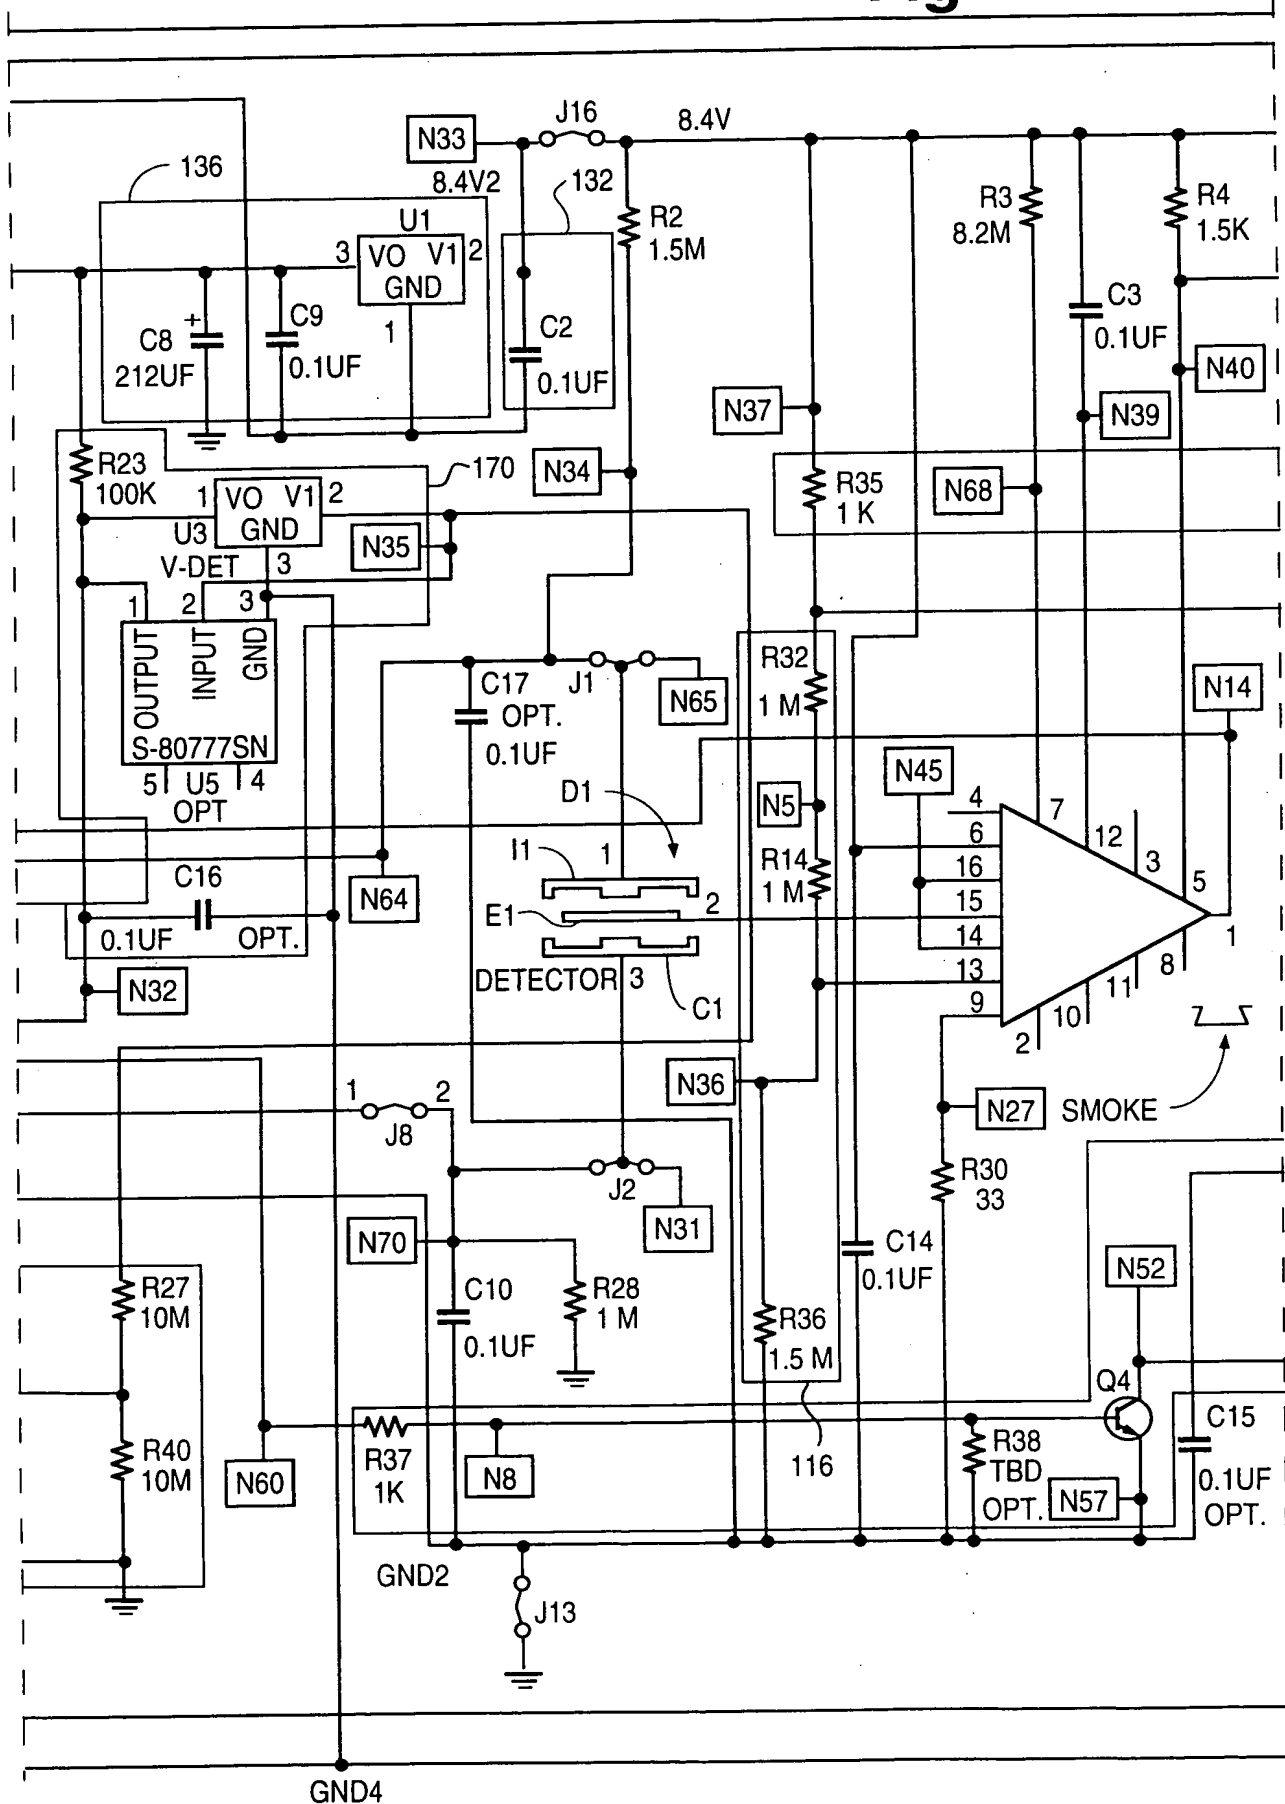 J16
8.4V
N33
136
8.4V2
132
U1
R2
1.5M
R3
8.2M
R4
1.5K
3 VO V1 2
GND
1
+
C8
212UF
C9
0.1UF
C2
0.1UF
C3
0.1UF
N40
N37
N39
R23
100K
170
N34
R35
1 K
N68
1 VO V1 2
U3 GND
N35
V-DET 3
1 2 3
OUTPUT
INPUT
GND
S-80777SN
5 U5 4
OPT
C17
OPT.
0.1UF
J1
N65
R32
1 M
N14
N45
D1
N5
4
7
6
12
3
I1
1
R14
1 M
16
5
C16
N64
E1
2
15
1
0.1UF
OPT.
14
8
DETECTOR 3
13
11
N32
C1
9
10
2
N36
1 2
J8
N27
SMOKE
J2
R30
33
N70
N31
C14
0.1UF
N52
R27
10M
C10
0.1UF
R28
1 M
R36
1.5 M
Q4
C15
R40
10M
N60
R37
1K
N8
116
R38
TBD
OPT.
N57
0.1UF
OPT.
GND2
J13
GND4